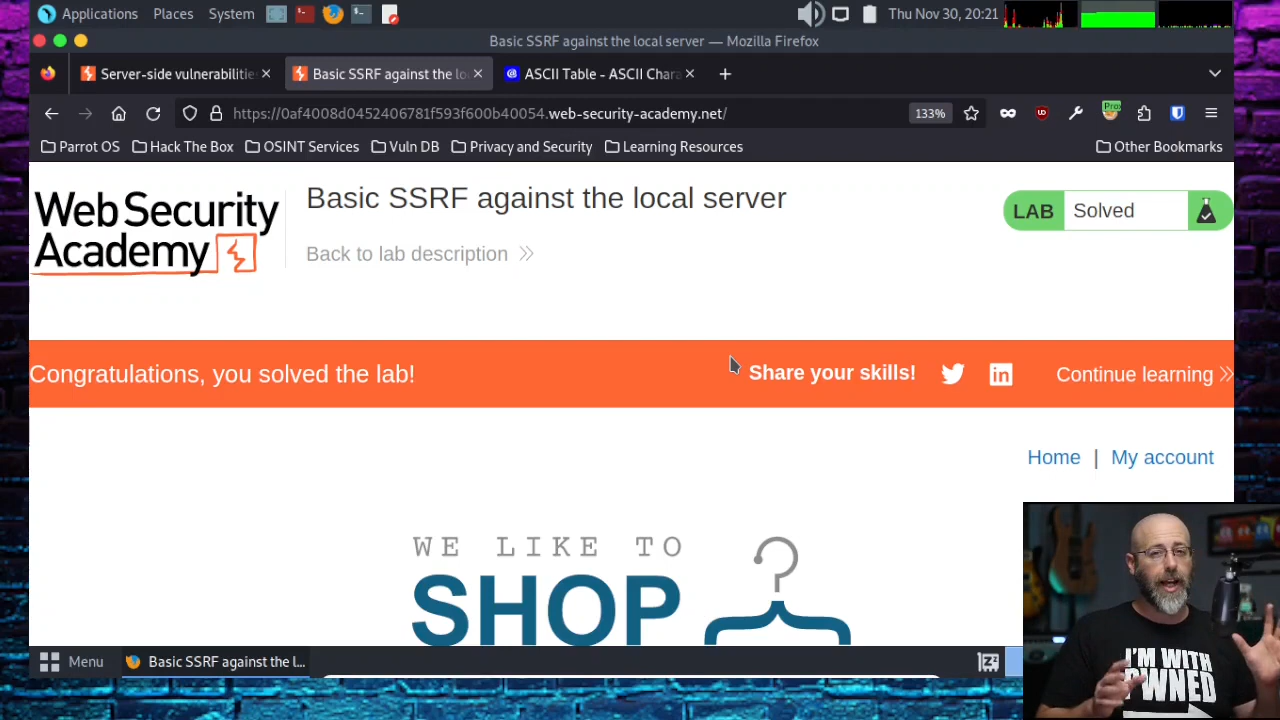 Applications Places System Thu Nov 30, 20:21
Basic SSRF against the local server — Mozilla Firefox
Server-side vulnerabilities × Basic SSRF against the lo × ASCII Table - ASCII Chara × +
https://0af4008d0452406781f593f600b40054.web-security-academy.net/ 133% Prox
Parrot OS Hack The Box OSINT Services Vuln DB Privacy and Security Learning Resources Other Bookmarks
Web Security
Academy
Basic SSRF against the local server
LAB Solved
Back to lab description
Congratulations, you solved the lab! Share your skills! in Continue learning
Home | My account
WE LIKE TO
SHOP
Menu Basic SSRF against the l...
I'M WITH
PWNED